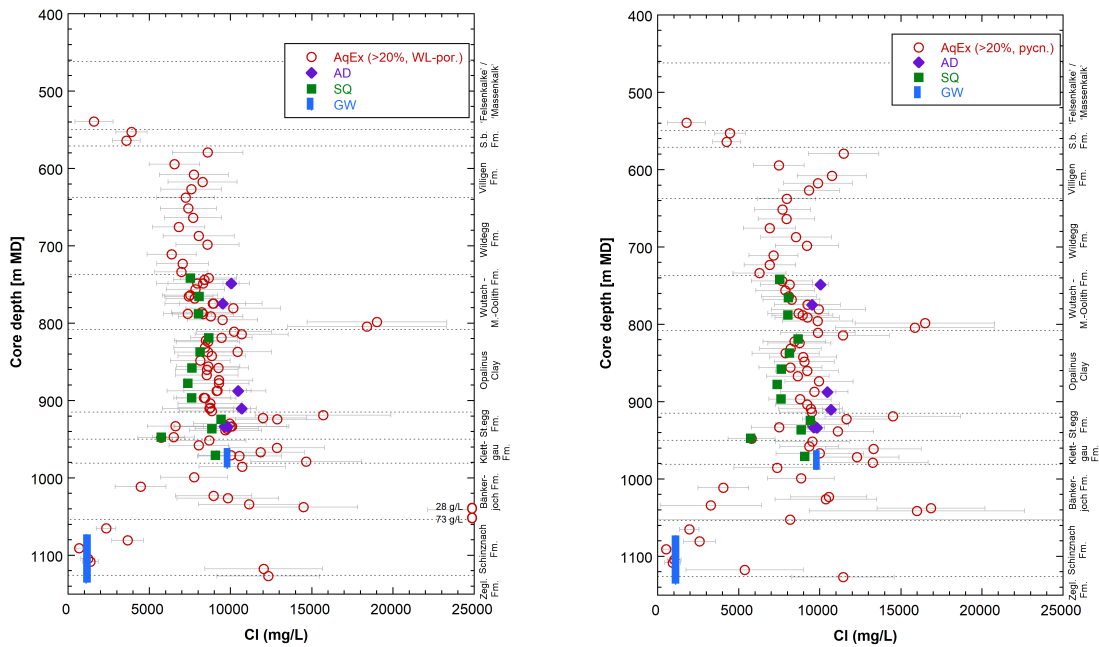 400
500
600
700
800
900
1000
1100
Core depth [m MD]
0
5000
10000
15000
20000
25000
Cl (mg/L)
AqEx (>20%, WL-por.)
AD
SQ
GW
28 g/L
73 g/L
'Felsenkalke' /
'Massenkalk'
S.b.
Fm.
Villigen
Fm.
Wildegg
Fm.
Wutach -
M.-Oolith Fm.
Opalinus
Clay
St.egg
Fm.
Klett-
gau
Fm.
Bänker-
joch Fm.
Schinznach
Fm.
Zegl.
Fm.
400
500
600
700
800
900
1000
1100
Core depth [m MD]
0
5000
10000
15000
20000
25000
Cl (mg/L)
AqEx (>20%, pycn.)
AD
SQ
GW
'Felsenkalke' /
'Massenkalk'
S.b.
Fm.
Villigen
Fm.
Wildegg
Fm.
Wutach -
M.-Oolith Fm.
Opalinus
Clay
St.egg
Fm.
Klett-
gau
Fm.
Bänker-
joch Fm.
Schinznach
Fm.
Zegl.
Fm.